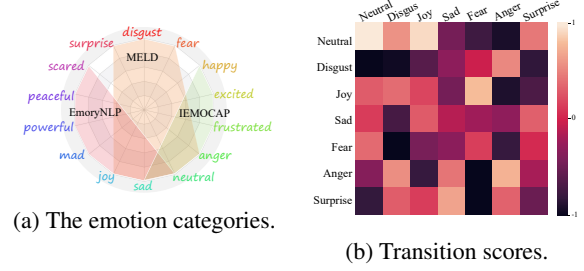 disgust
surprise
fear
MELD
scared
happy
peaceful
excited
EmoryNLP
IEMOCAP
powerful
frustrated
mad
anger
joy
neutral
sad
(a) The emotion categories.
Neutral Disgus Joy Sad Fear Anger Surprise
Neutral
Disgust
Joy
Sad
Fear
Anger
Surprise
1
0
-1
(b) Transition scores.